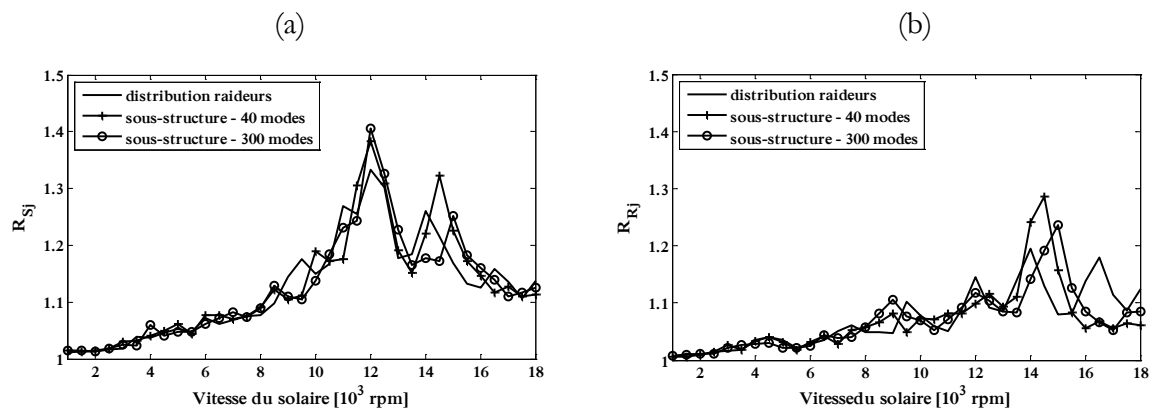 (a)
1.5
1.4
1.3
1.2
1.1
1
R_Sj
distribution raideurs
sous-structure - 40 modes
sous-structure - 300 modes
2 4 6 8 10 12 14 16 18
Vitesse du solaire [10^3 rpm]
(b)
1.5
1.4
1.3
1.2
1.1
1
R_Rj
distribution raideurs
sous-structure - 40 modes
sous-structure - 300 modes
2 4 6 8 10 12 14 16 18
Vitessedu solaire [10^3 rpm]